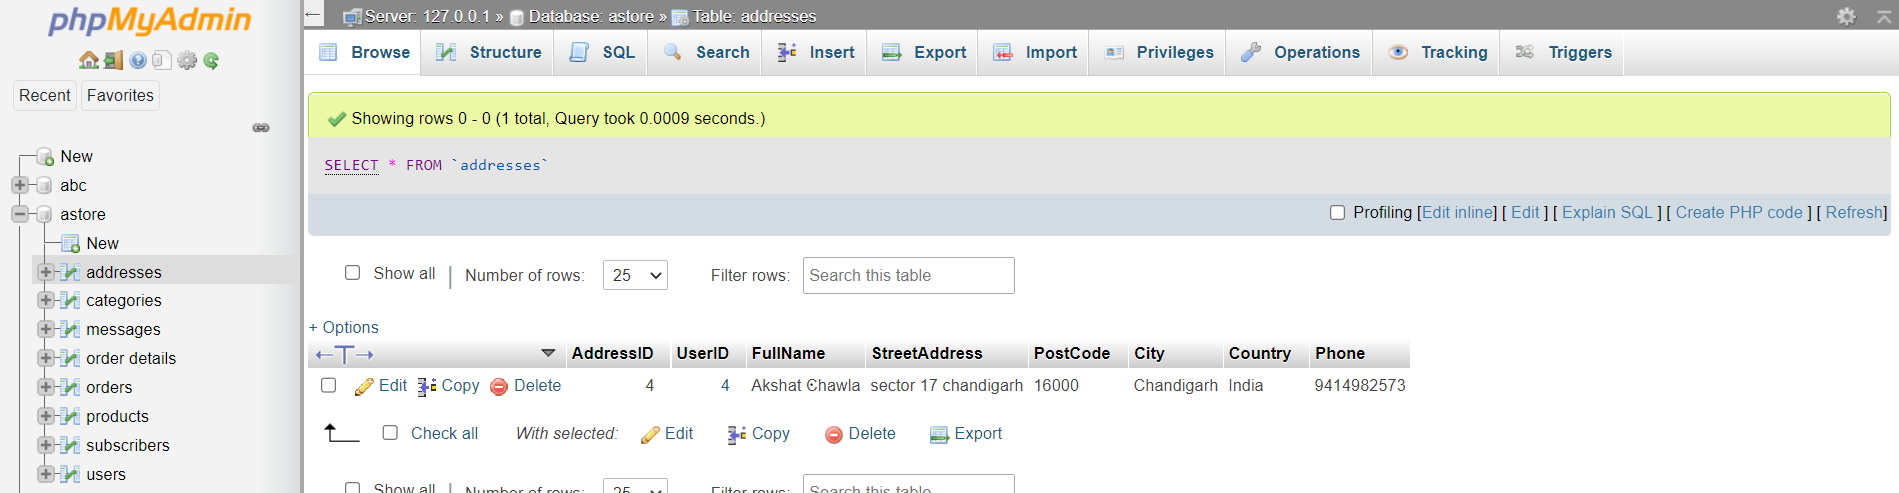 phpMyAdmin
Recent Favorites
New
abc
astore
New
addresses
categories
messages
order details
orders
products
subscribers
users
Server: 127.0.0.1 » Database: astore » Table: addresses
Browse Structure SQL Search Insert Export Import Privileges Operations Tracking Triggers
Showing rows 0 - 0 (1 total, Query took 0.0009 seconds.)
SELECT * FROM `addresses`
Profiling [Edit inline] [ Edit ] [ Explain SQL ] [ Create PHP code ] [ Refresh]
Show all | Number of rows: 25 Filter rows: Search this table
+ Options
←T→ AddressID UserID FullName StreetAddress PostCode City Country Phone
Edit Copy Delete 4 4 Akshat Chawla sector 17 chandigarh 16000 Chandigarh India 9414982573
Check all With selected: Edit Copy Delete Export
Show all | Number of rows: 25 Filter rows: Search this table